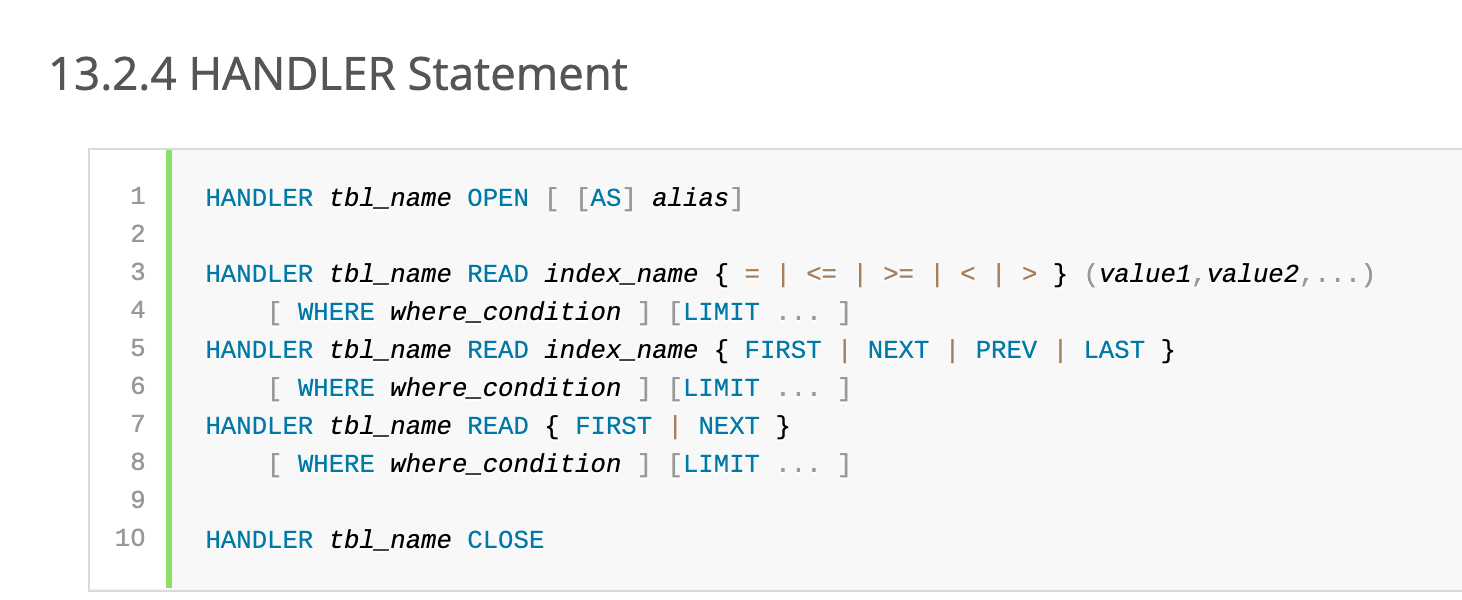 13.2.4 HANDLER Statement
1 HANDLER tbl_name OPEN [ [AS] alias]
2
3 HANDLER tbl_name READ index_name { = | <= | >= | < | > } (value1,value2,...)
4     [ WHERE where_condition ] [LIMIT ... ]
5 HANDLER tbl_name READ index_name { FIRST | NEXT | PREV | LAST }
6     [ WHERE where_condition ] [LIMIT ... ]
7 HANDLER tbl_name READ { FIRST | NEXT }
8     [ WHERE where_condition ] [LIMIT ... ]
9
10 HANDLER tbl_name CLOSE